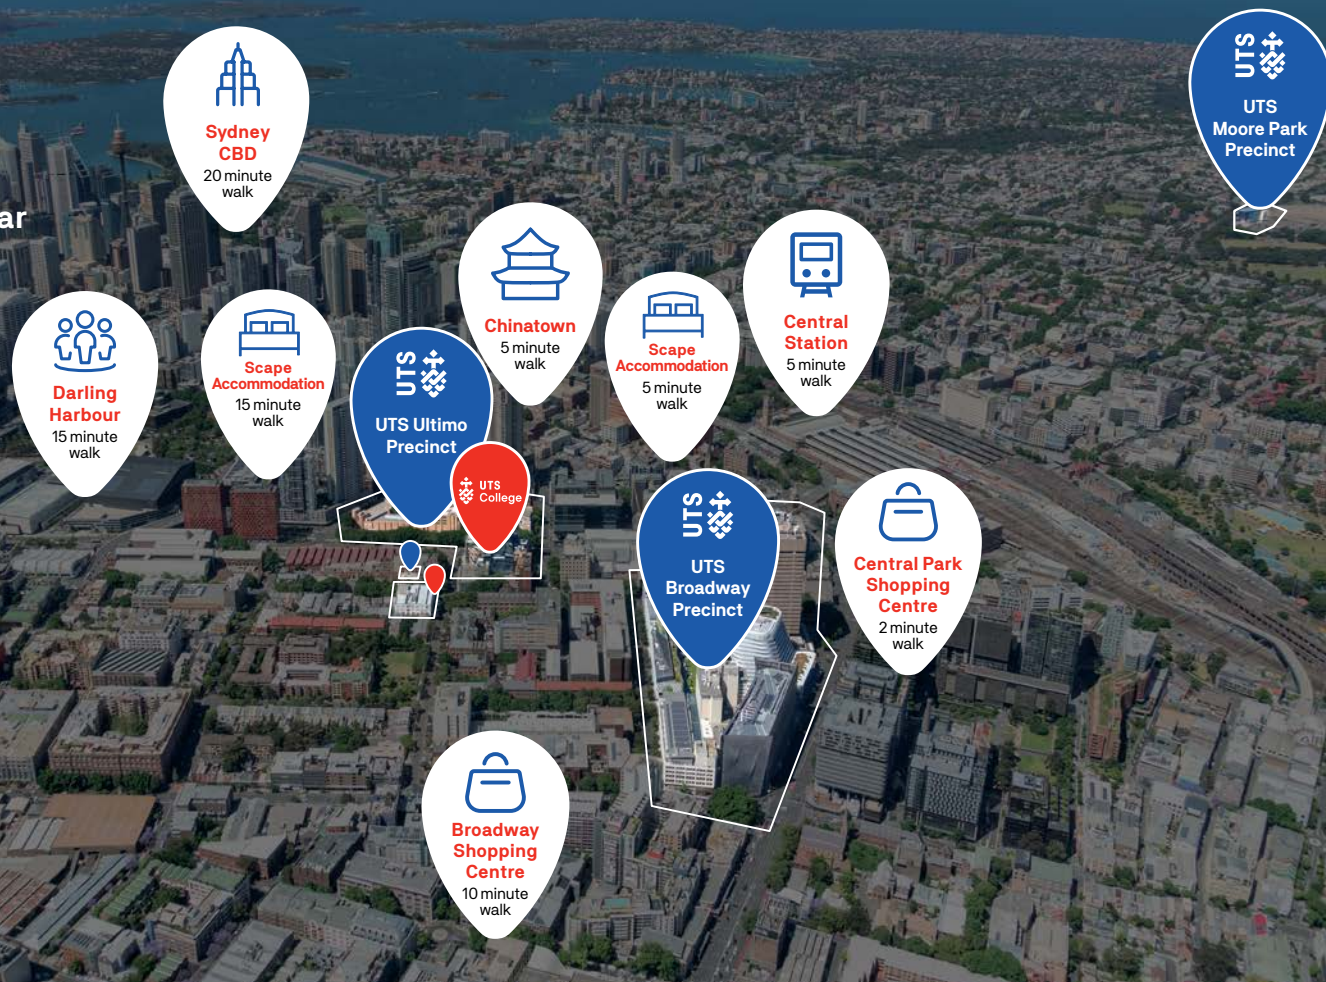 UTS
UTS
Moore Park
Precinct
Sydney
CBD
20 minute
walk
ar
Chinatown
5 minute
walk
Central
Station
5 minute
walk
Scape
Accommodation
5 minute
walk
Darling
Harbour
15 minute
walk
Scape
Accommodation
15 minute
walk
UTS
UTS Ultimo
Precinct
UTS
College
UTS
UTS
Broadway
Precinct
Central Park
Shopping
Centre
2 minute
walk
Broadway
Shopping
Centre
10 minute
walk